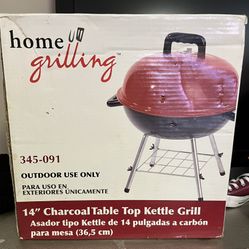 home
grilling™
345-091
OUTDOOR USE ONLY
PARA USO EN
EXTERIORES ÚNICAMENTE
14" Charcoal Table Top Kettle Grill
Asador tipo Kettle de 14 pulgadas a carbón
para mesa (36,5 cm)